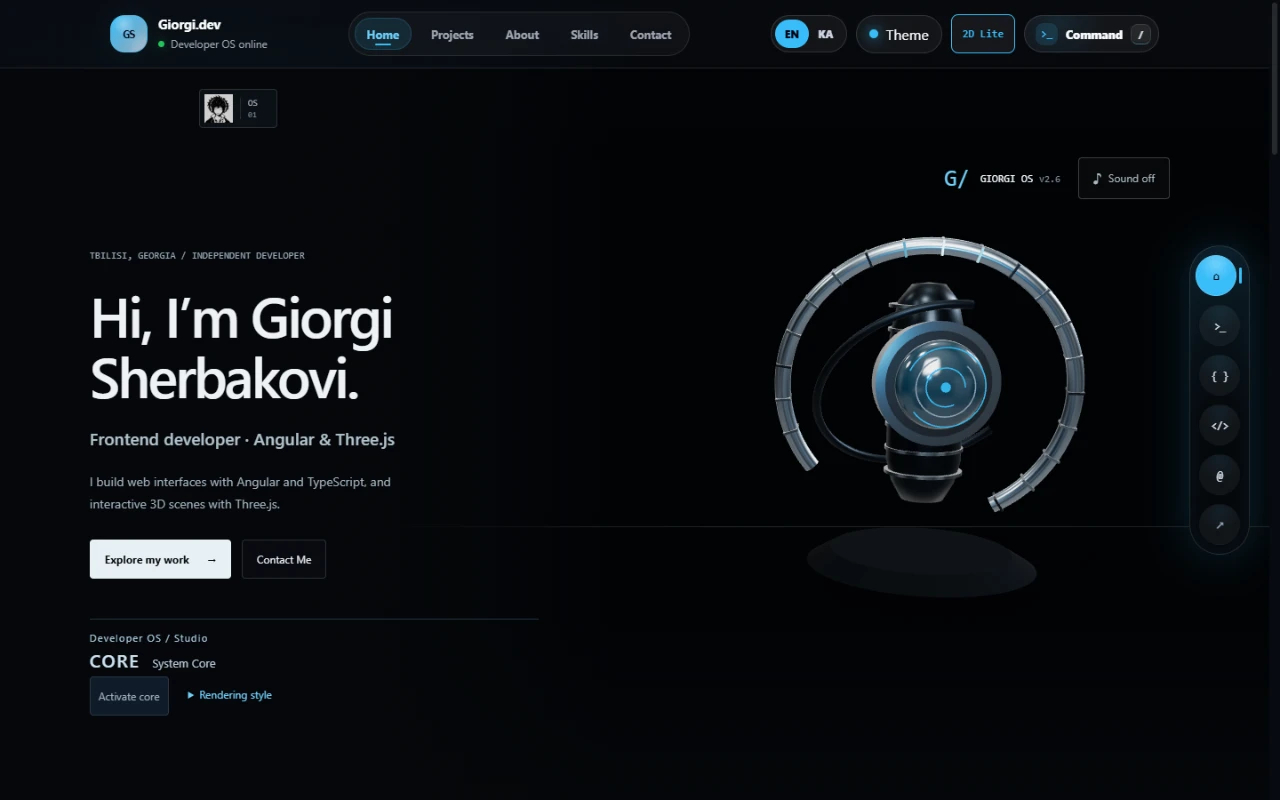 GS
Giorgi.dev
Developer OS online
Home
Projects
About
Skills
Contact
EN
KA
Theme
2D Lite
>_
Command
/
OS
01
G/
GIORGI OS v2.6
♪ Sound off
TBILISI, GEORGIA / INDEPENDENT DEVELOPER
Hi, I’m Giorgi
Sherbakovi.
Frontend developer · Angular & Three.js
I build web interfaces with Angular and TypeScript, and
interactive 3D scenes with Three.js.
Explore my work →
Contact Me
Developer OS / Studio
CORE System Core
Activate core
▶ Rendering style
⌂
>_
{ }
</>
@
↗